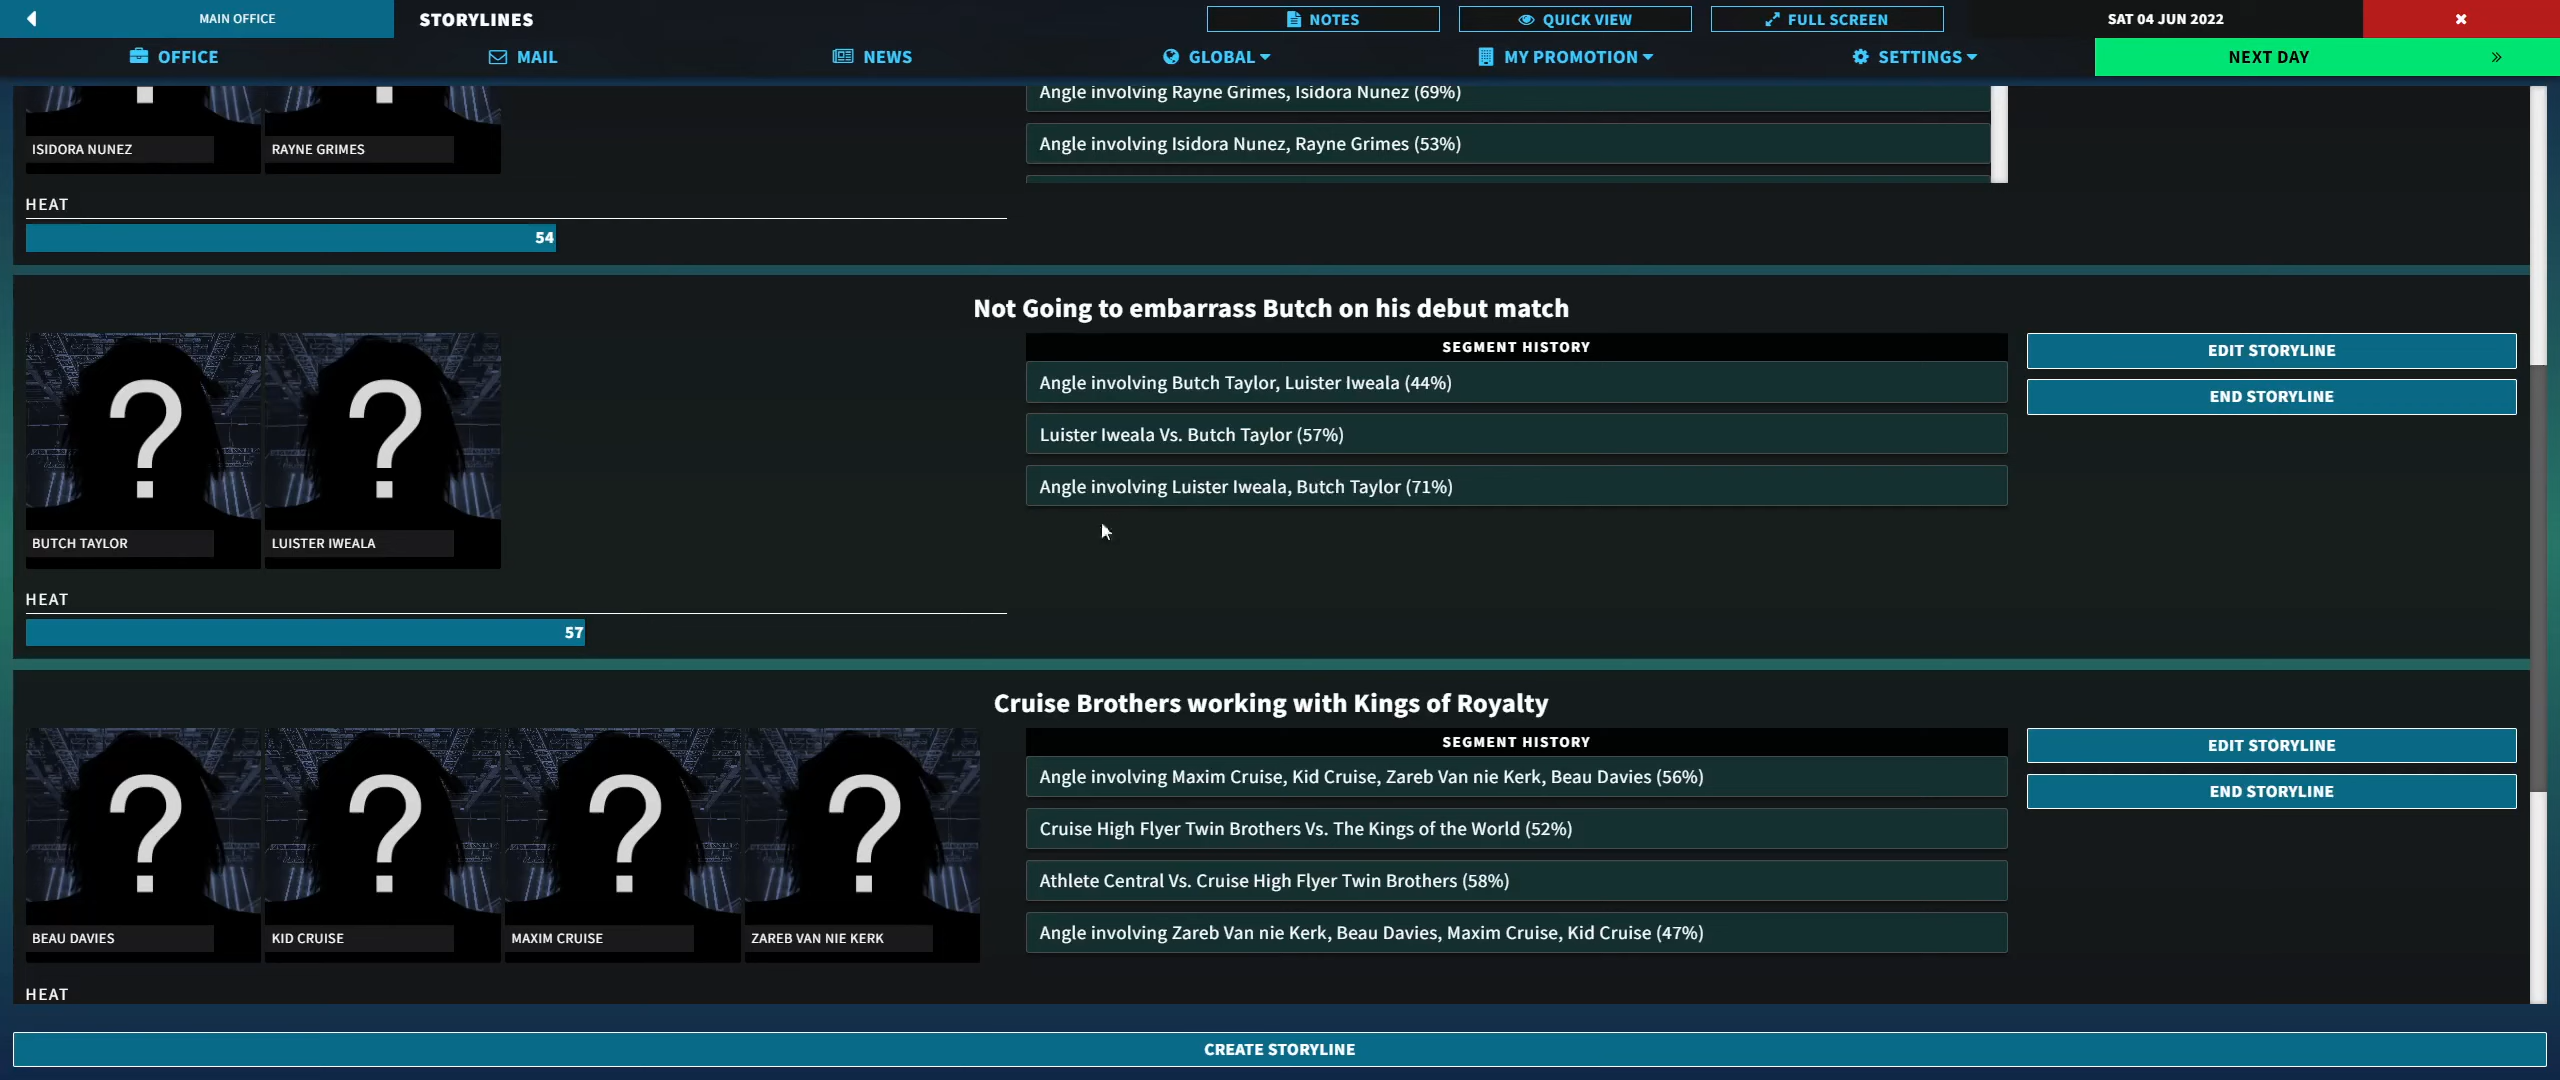 MAIN OFFICE
STORYLINES
NOTES
QUICK VIEW
FULL SCREEN
SAT 04 JUN 2022
OFFICE
MAIL
NEWS
GLOBAL
MY PROMOTION
SETTINGS
NEXT DAY
Angle involving Rayne Grimes, Isidora Nunez (69%)
Angle involving Isidora Nunez, Rayne Grimes (53%)
ISIDORA NUNEZ
RAYNE GRIMES
HEAT
54
Not Going to embarrass Butch on his debut match
SEGMENT HISTORY
Angle involving Butch Taylor, Luister Iweala (44%)
Luister Iweala Vs. Butch Taylor (57%)
Angle involving Luister Iweala, Butch Taylor (71%)
EDIT STORYLINE
END STORYLINE
BUTCH TAYLOR
LUISTER IWEALA
HEAT
57
Cruise Brothers working with Kings of Royalty
SEGMENT HISTORY
Angle involving Maxim Cruise, Kid Cruise, Zareb Van nie Kerk, Beau Davies (56%)
Cruise High Flyer Twin Brothers Vs. The Kings of the World (52%)
Athlete Central Vs. Cruise High Flyer Twin Brothers (58%)
Angle involving Zareb Van nie Kerk, Beau Davies, Maxim Cruise, Kid Cruise (47%)
EDIT STORYLINE
END STORYLINE
BEAU DAVIES
KID CRUISE
MAXIM CRUISE
ZAREB VAN NIE KERK
HEAT
CREATE STORYLINE